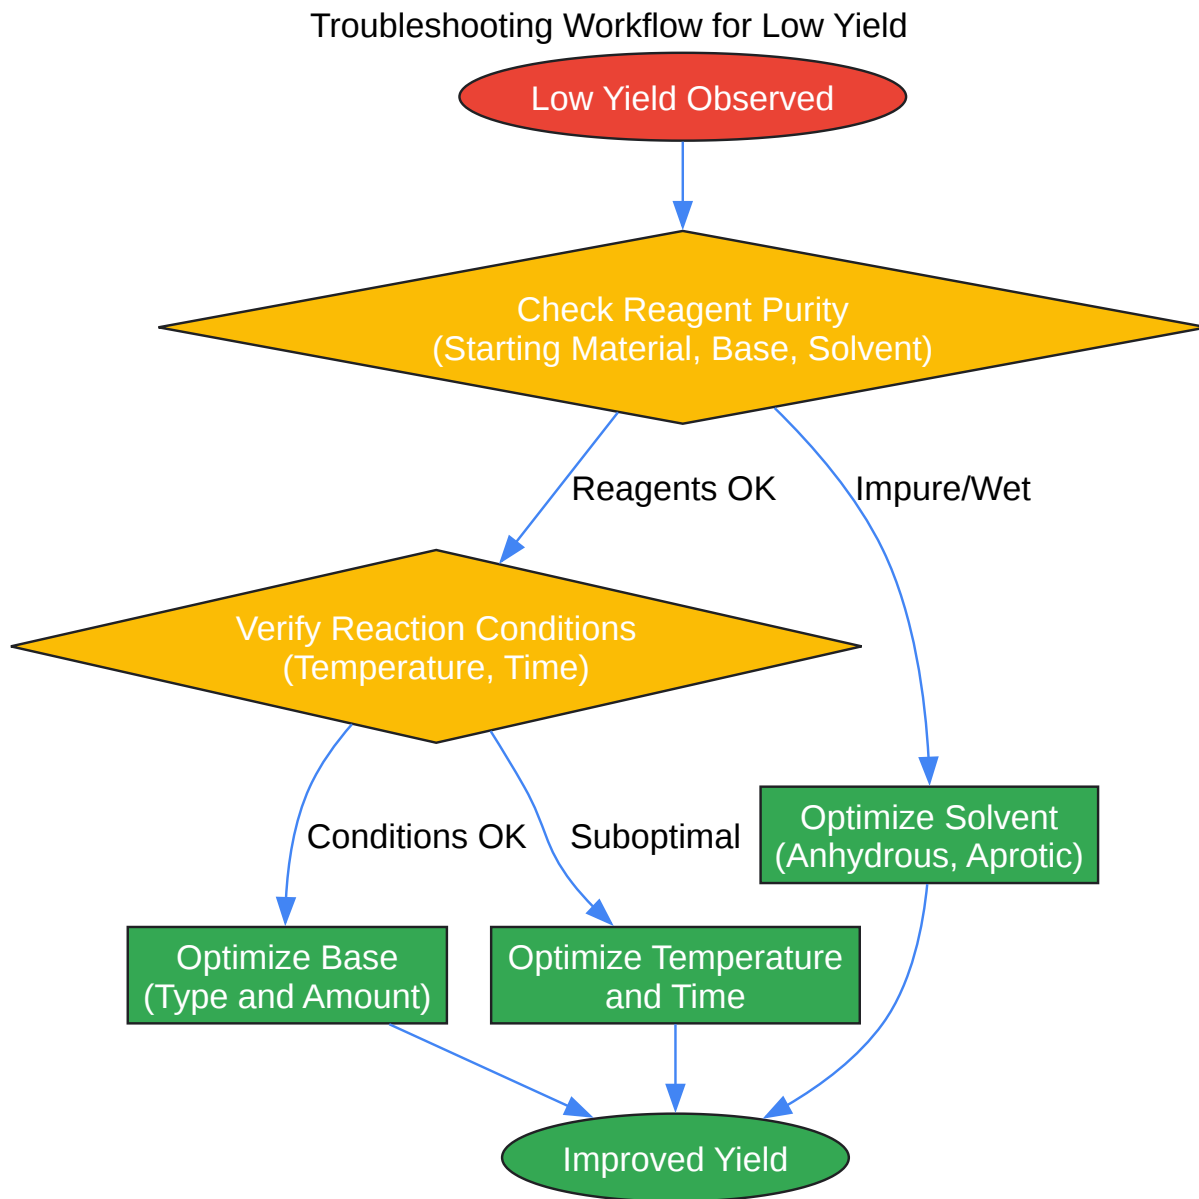 Troubleshooting Workflow for Low Yield
Low Yield Observed
Check Reagent Purity
(Starting Material, Base, Solvent)
Reagents OK
Impure/Wet
Verify Reaction Conditions
(Temperature, Time)
Conditions OK
Suboptimal
Optimize Solvent
(Anhydrous, Aprotic)
Optimize Base
(Type and Amount)
Optimize Temperature
and Time
Improved Yield